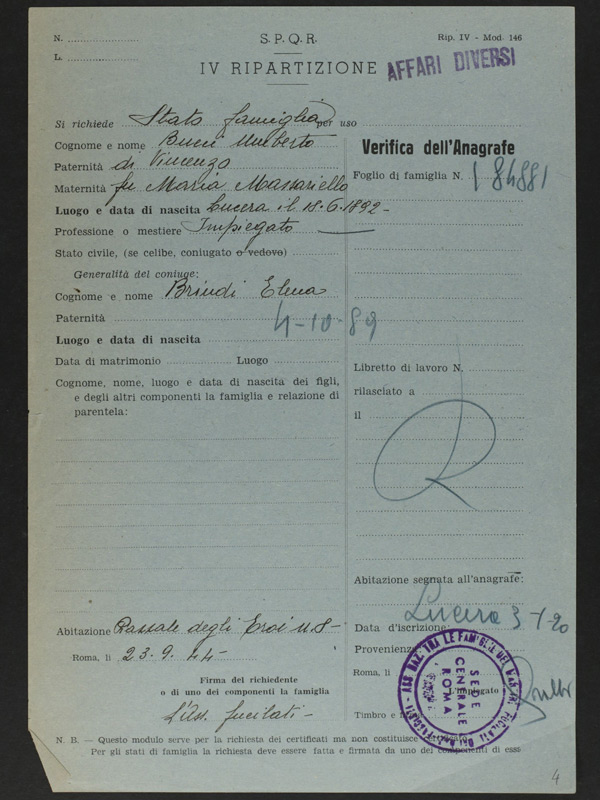 N. ....................
S. P. Q. R.
Rip. IV - Mod. 146
L. ....................
IV RIPARTIZIONE
AFFARI DIVERSI
Si richiede Stato famiglia per uso
Cognome e nome Bucci Umberto
Paternità di Vincenzo
Maternità fu Maria Massariello
Luogo e data di nascita Lucera il 18.6.1892-
Professione o mestiere Impiegato
Stato civile, (se celibe, coniugato o vedovo)
Generalità del coniuge:
Cognome e nome Brindi Elena
Paternità
4-10-89
Luogo e data di nascita
Data di matrimonio Luogo
Cognome, nome, luogo e data di nascita dei figli,
e degli altri componenti la famiglia e relazione di
parentela:
Abitazione Piazzale degli Eroi N.8-
Roma, li 23.9.44-
Firma del richiedente
o di uno dei componenti la famiglia
L'Ass. fucilati-
Verifica dell'Anagrafe
Foglio di famiglia N. 184881
Libretto di lavoro N.
rilasciato a
il
Abitazione segnata all'anagrafe:
Lucera 3/1/20
Data d'iscrizione
Provenienza
Roma, li
L'impiegato
Timbro e
SEDE
CENTRALE
ROMA
N. B. — Questo modulo serve per la richiesta dei certificati ma non costituisce
Per gli stati di famiglia la richiesta deve essere fatta e firmata da uno dei componenti di essi
4